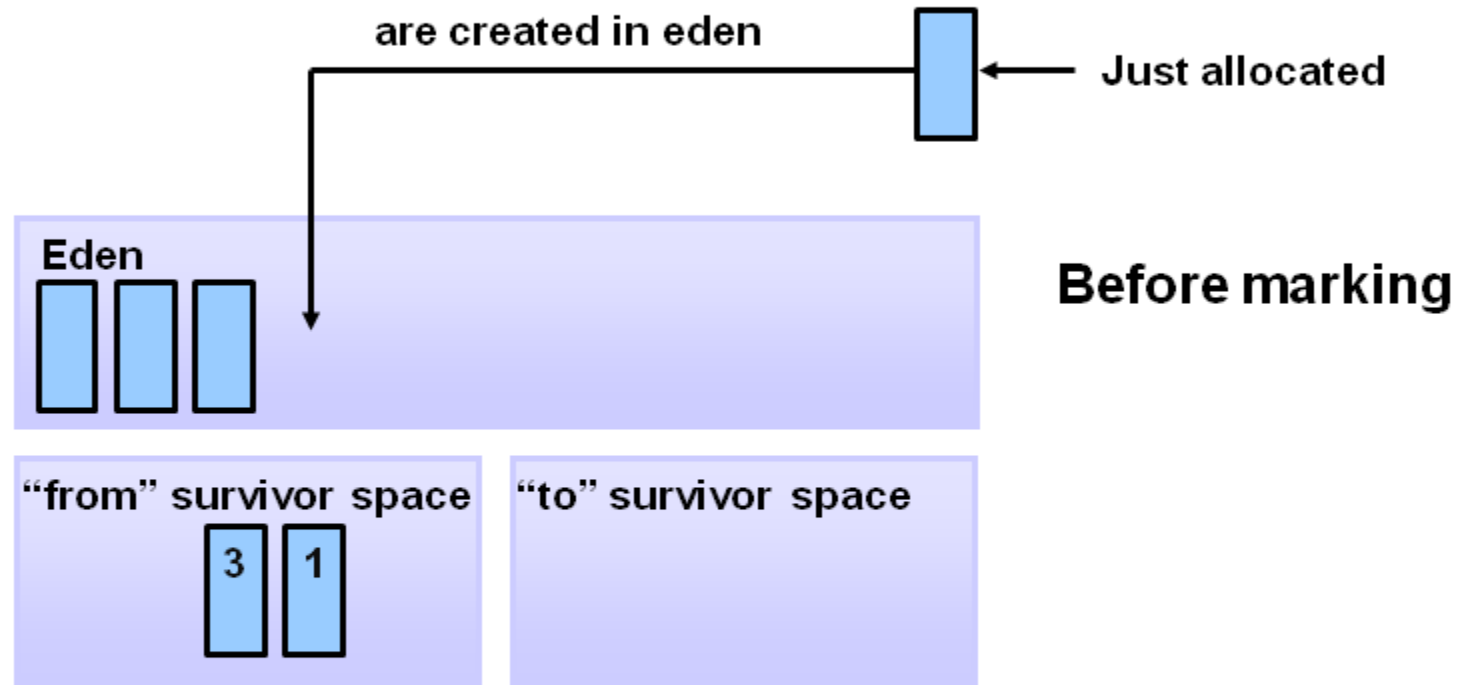 are created in eden
Just allocated
Eden
Before marking
“from” survivor space
“to” survivor space
3
1